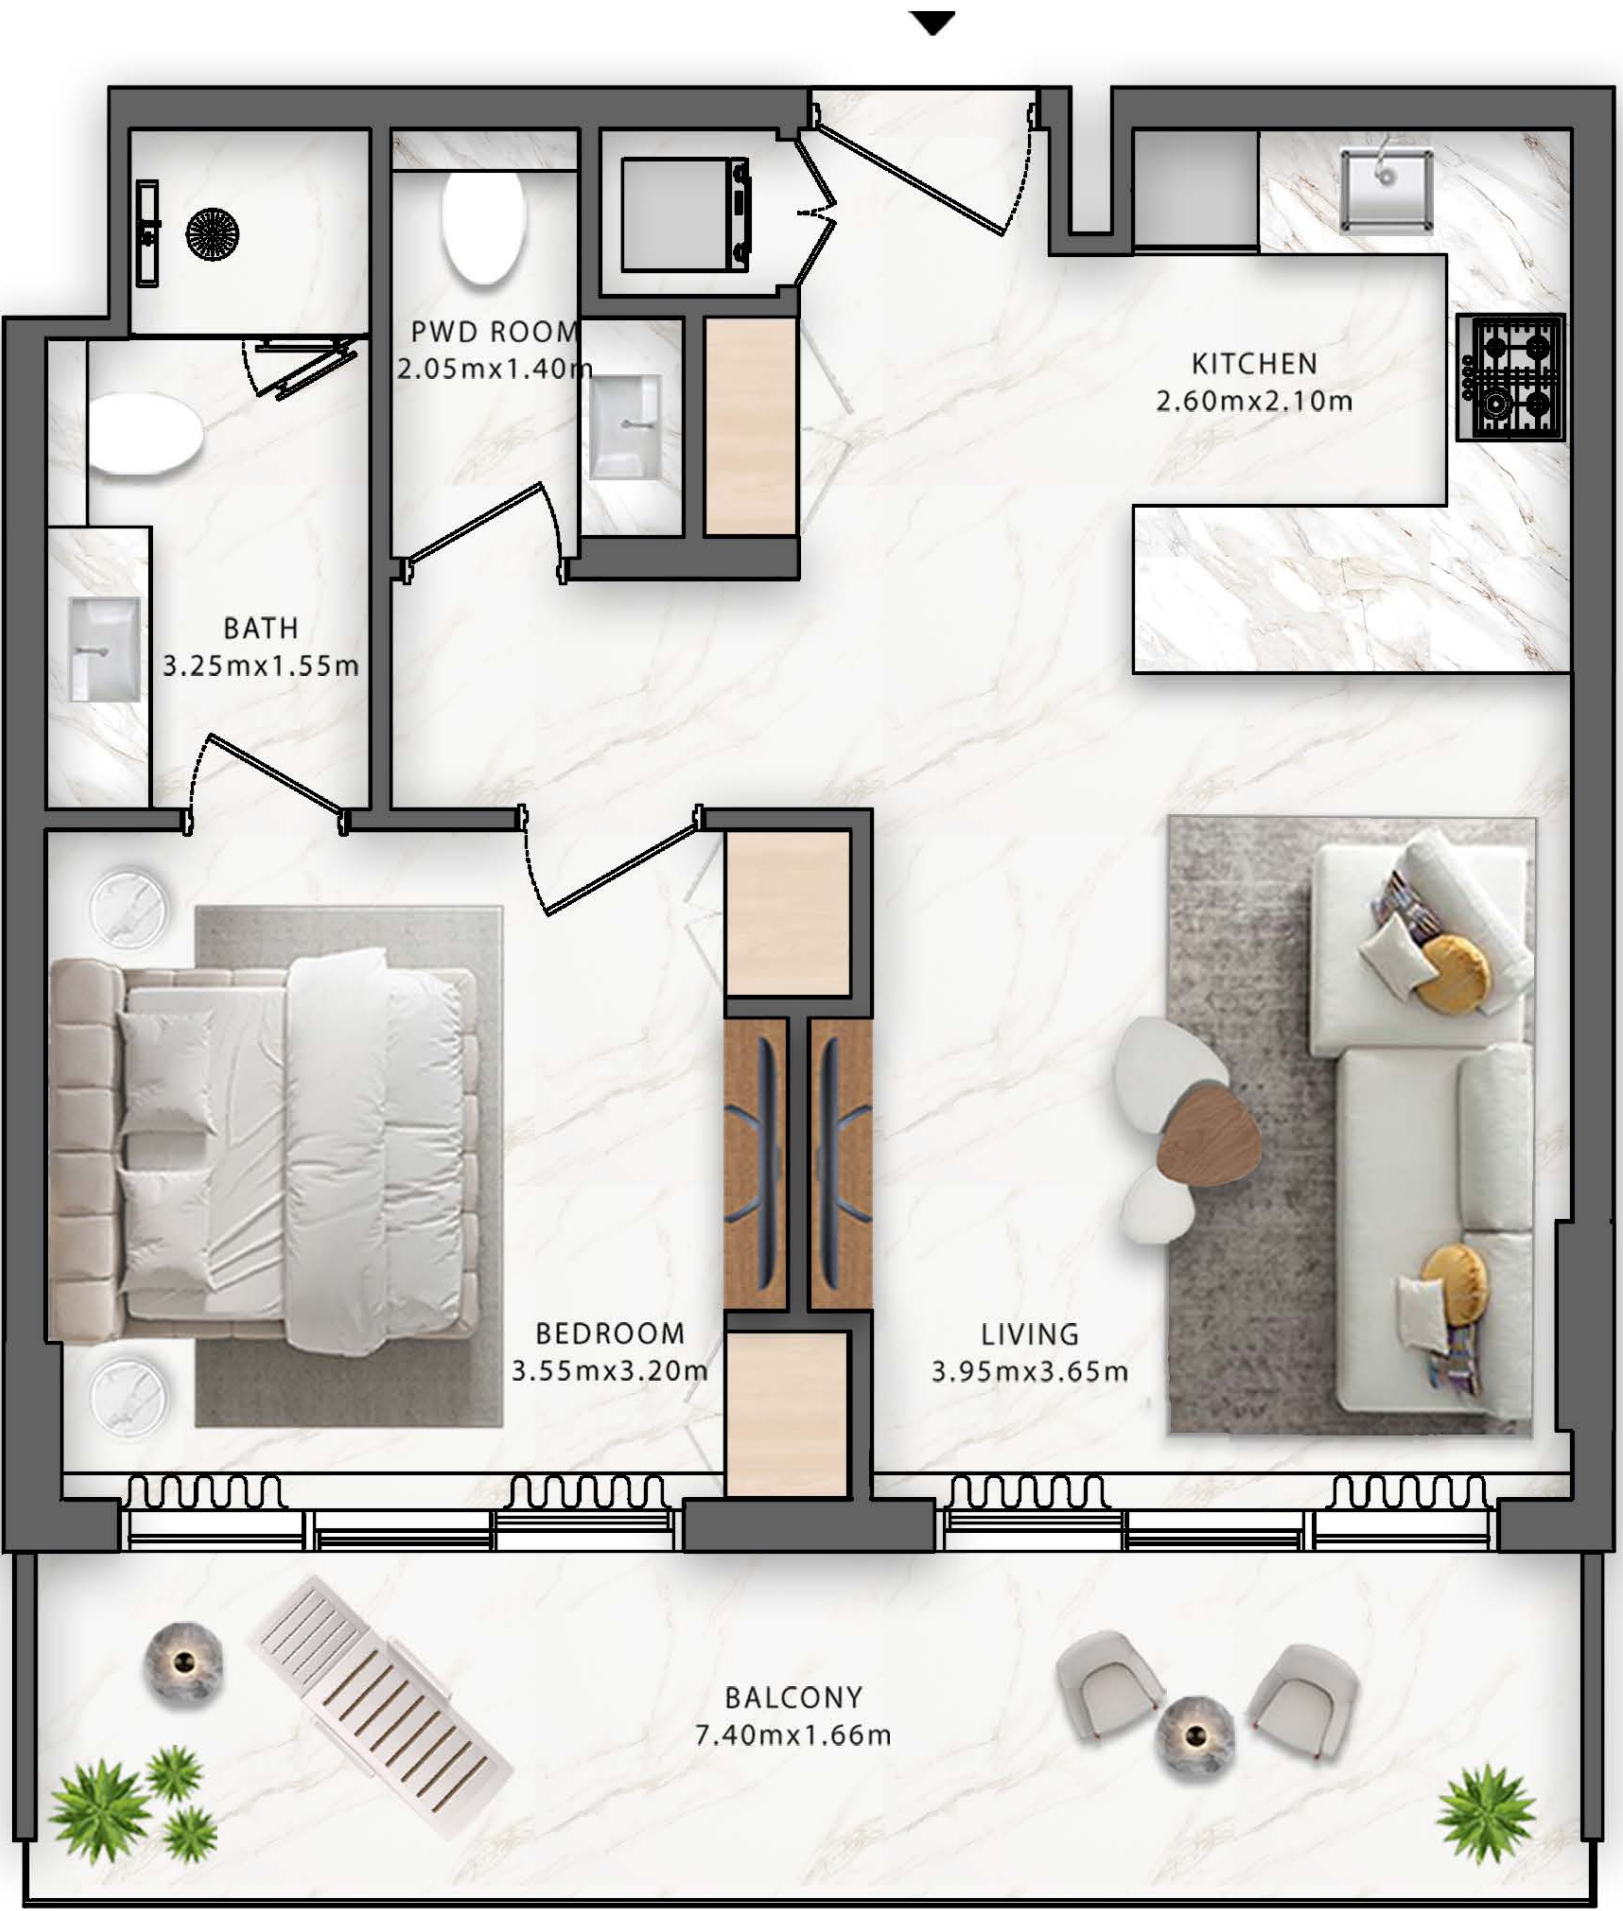 PWD ROOM
2.05mx1.40m
KITCHEN
2.60mx2.10m
BATH
3.25mx1.55m
BEDROOM
3.55mx3.20m
LIVING
3.95mx3.65m
BALCONY
7.40mx1.66m